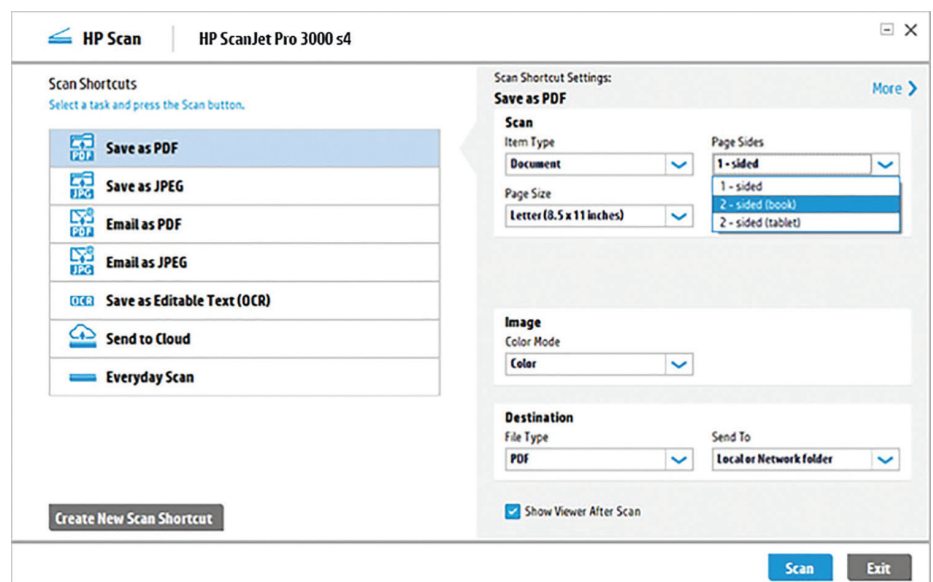 HP Scan
HP ScanJet Pro 3000 s4
Scan Shortcuts
Select a task and press the Scan button.
PDF
Save as PDF
JPG
Save as JPEG
PDF
Email as PDF
JPG
Email as JPEG
OCR
Save as Editable Text (OCR)
Send to Cloud
Everyday Scan
Create New Scan Shortcut
Scan Shortcut Settings:
More
Save as PDF
Scan
Item Type
Page Sides
Document
1 - sided
1 - sided
2 - sided (book)
2 - sided (tablet)
Page Size
Letter (8.5 x 11 inches)
Image
Color Mode
Color
Destination
File Type
Send To
PDF
Local or Network folder
Show Viewer After Scan
Scan
Exit